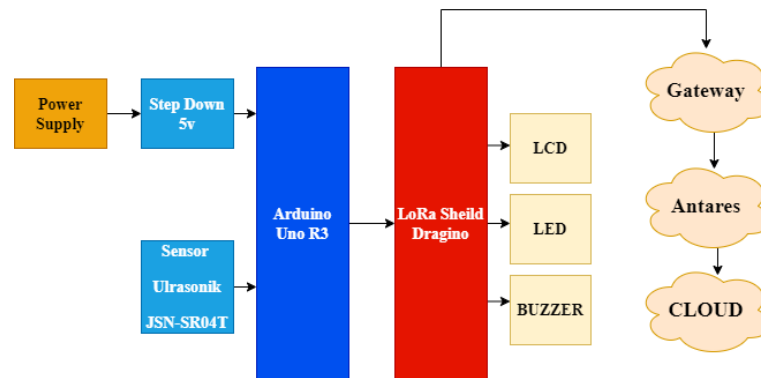 Power
Supply
Step Down
5v
Sensor
Ulrasonik
JSN-SR04T
Arduino
Uno R3
LoRa Sheild
Dragino
LCD
LED
BUZZER
Gateway
Antares
CLOUD